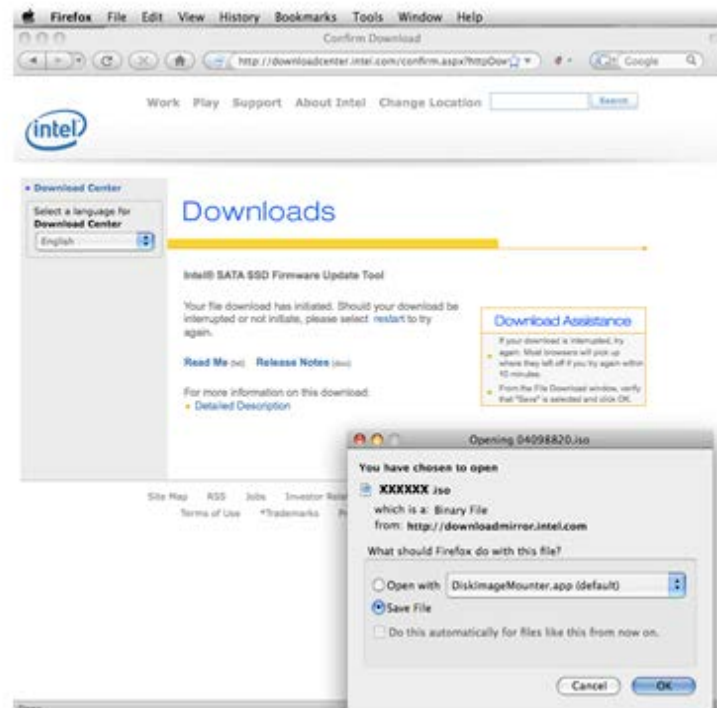 Firefox File Edit View History Bookmarks Tools Window Help
Confirm Download
http://downloadcenter.intel.com/confirm.aspx?httpDow
Google
Work Play Support About Intel Change Location
Search
intel
Download Center
Select a language for
Download Center
English
Downloads
Intel® SATA SSD Firmware Update Tool
Your file download has initiated. Should your download be
interrupted or not initiate, please select restart to try
again.
Read Me (txt) Release Notes (docx)
For more information on this download:
Detailed Description
Download Assistance
If your download is interrupted, try
again. Most browsers will pick up
where they left off if you try again within
10 minutes.
From the File Download window, verify
that "Save" is selected and click OK.
Site Map RSS Jobs Investor Rela
Terms of Use *Trademarks
Opening 04098820.iso
You have chosen to open
XXXXXX .iso
which is a: Binary File
from: http://downloadmirror.intel.com
What should Firefox do with this file?
Open with DiskImageMounter.app (default)
Save File
Do this automatically for files like this from now on.
Cancel OK